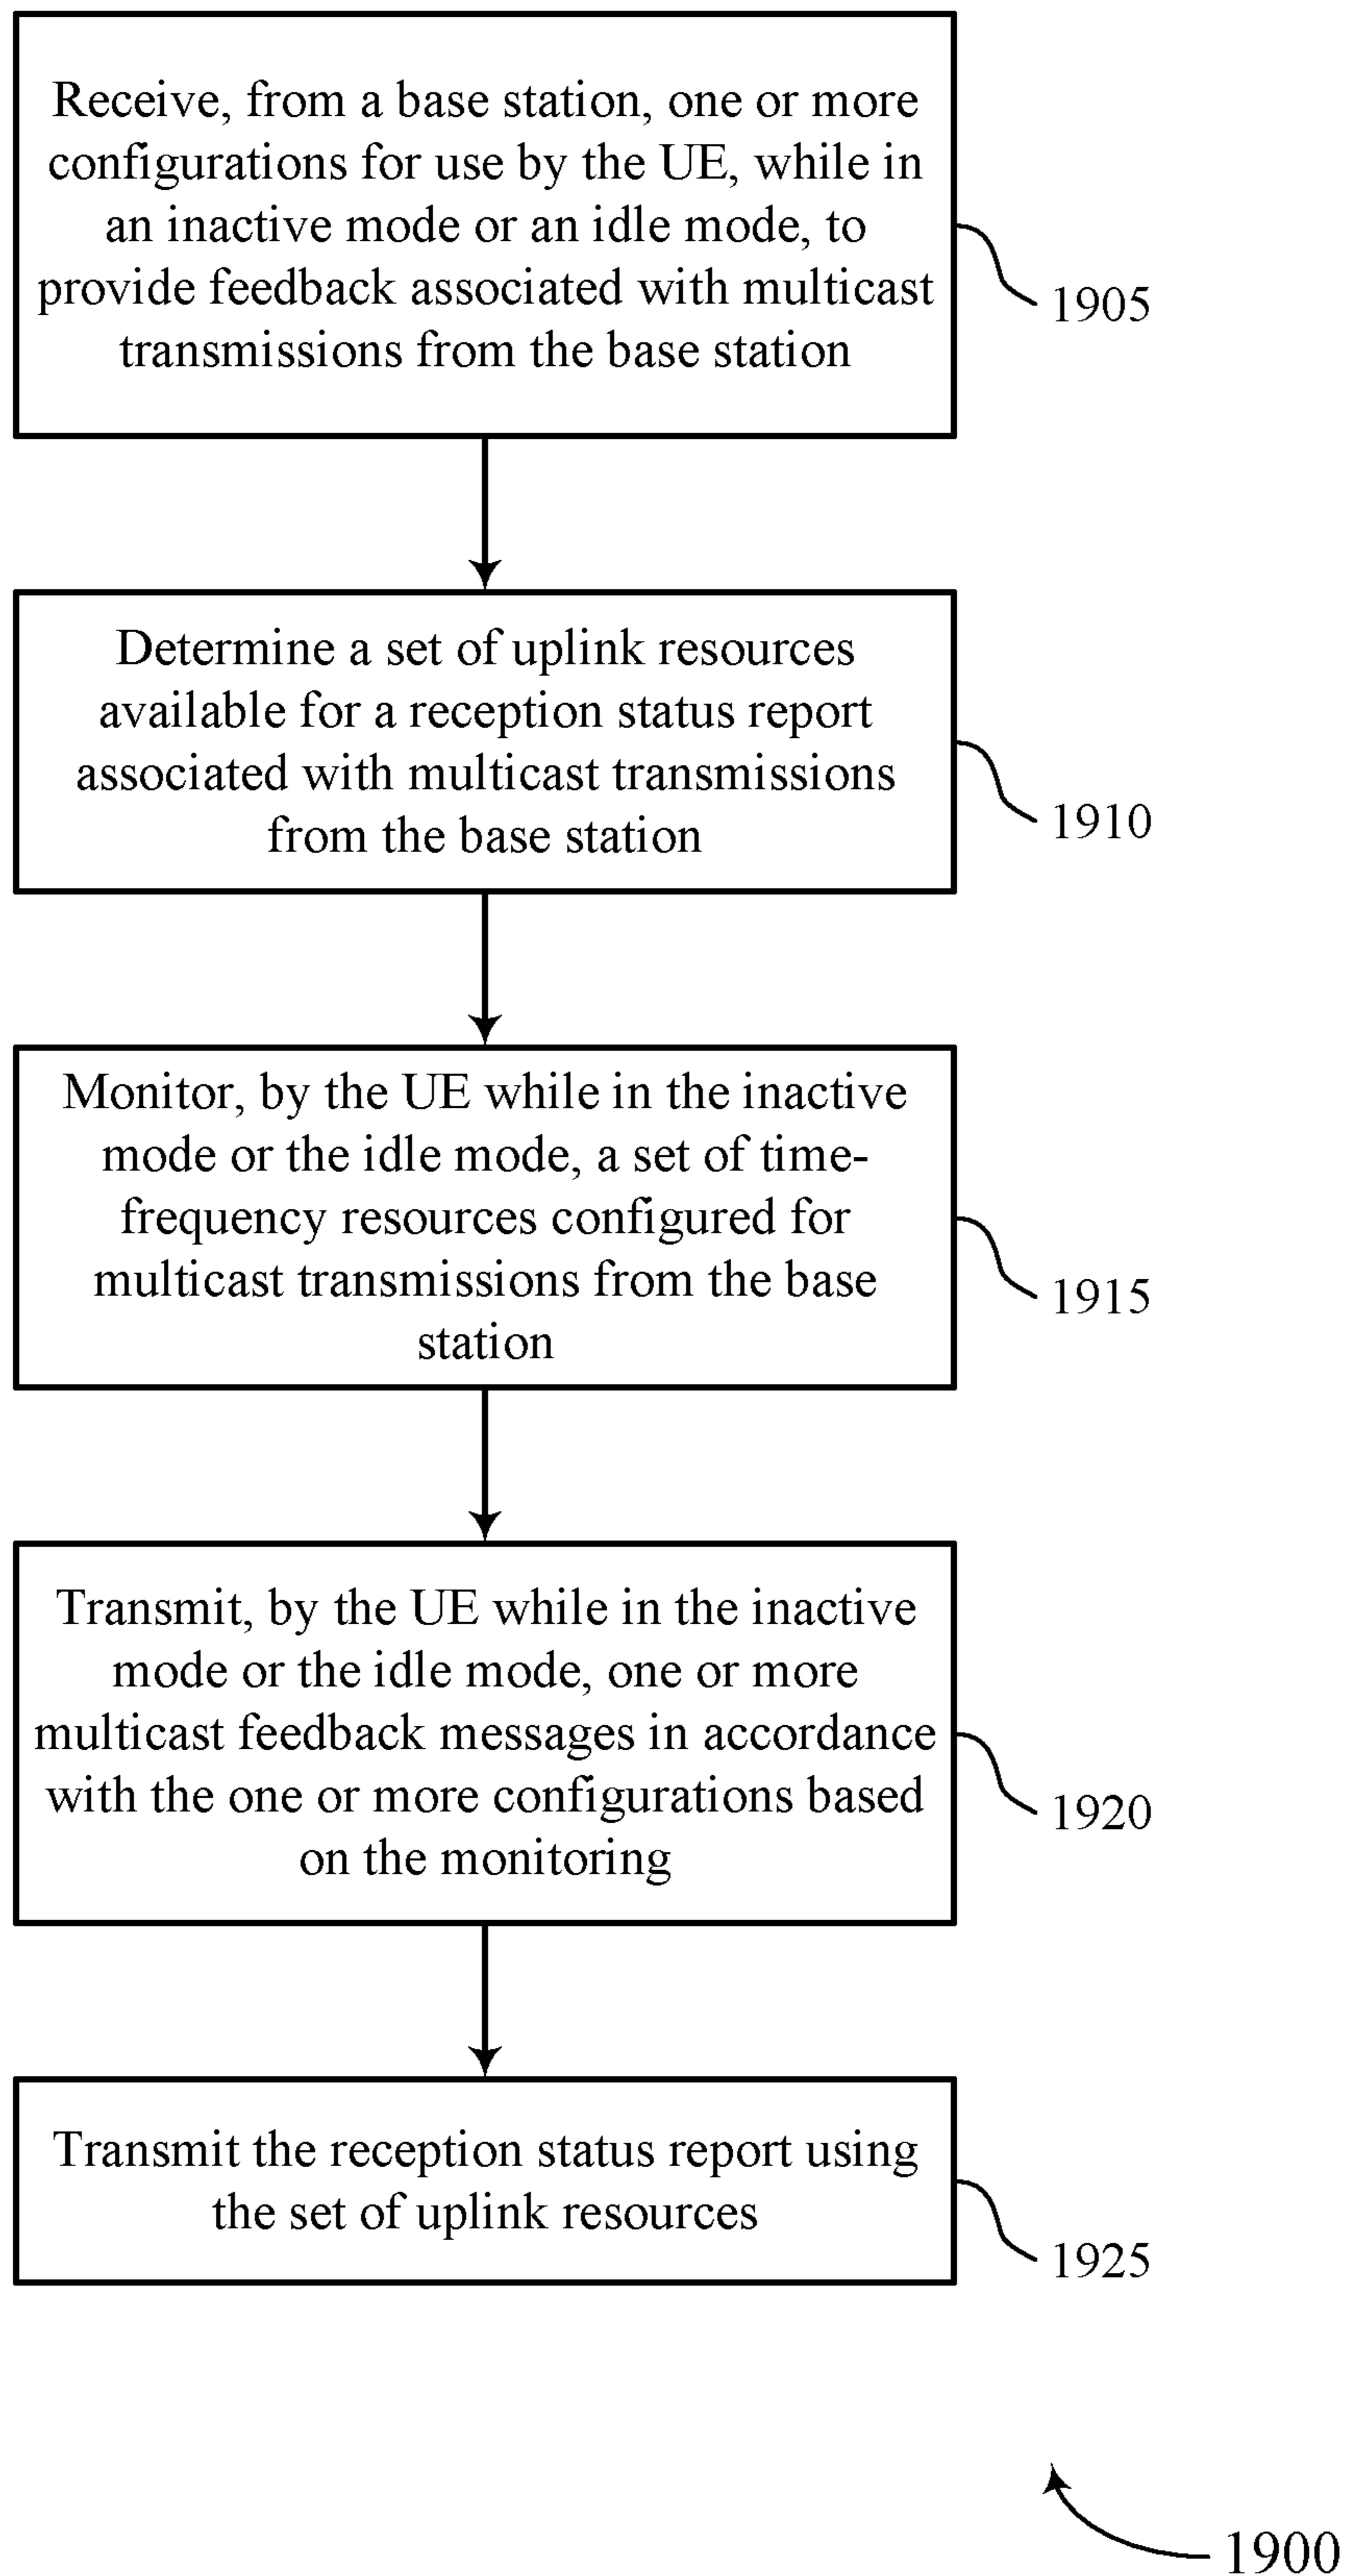 Receive, from a base station, one or more
configurations for use by the UE, while in
an inactive mode or an idle mode, to
provide feedback associated with multicast
transmissions from the base station
1905
Determine a set of uplink resources
available for a reception status report
associated with multicast transmissions
from the base station
1910
Monitor, by the UE while in the inactive
mode or the idle mode, a set of time-
frequency resources configured for
multicast transmissions from the base
station
1915
Transmit, by the UE while in the inactive
mode or the idle mode, one or more
multicast feedback messages in accordance
with the one or more configurations based
on the monitoring
1920
Transmit the reception status report using
the set of uplink resources
1925
1900